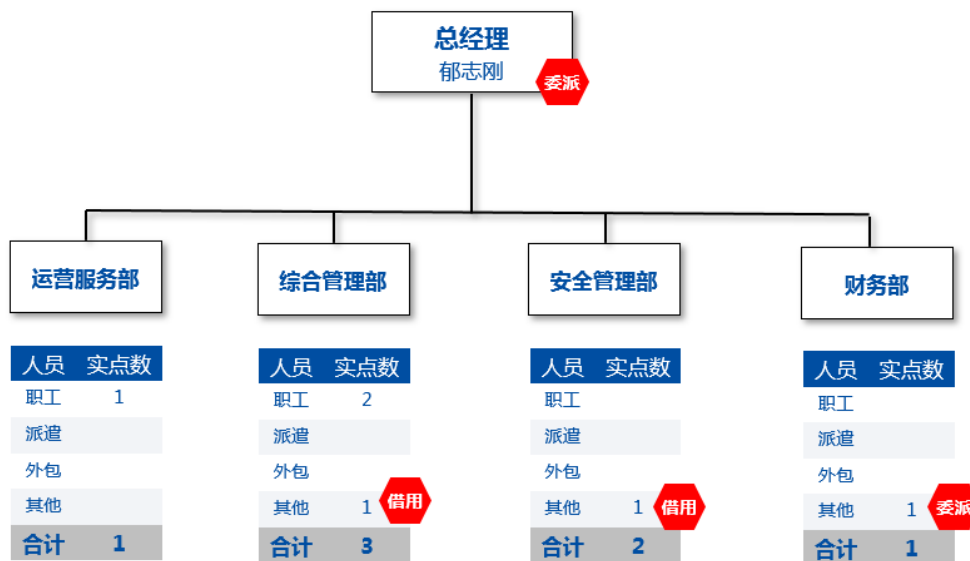 总经理
郁志刚
委派
运营服务部
综合管理部
安全管理部
财务部
人员 实点数
职工 1
派遣
外包
其他
合计 1
人员 实点数
职工 2
派遣
外包
其他 1 借用
合计 3
人员 实点数
职工
派遣
外包
其他 1 借用
合计 2
人员 实点数
职工
派遣
外包
其他 1 委派
合计 1